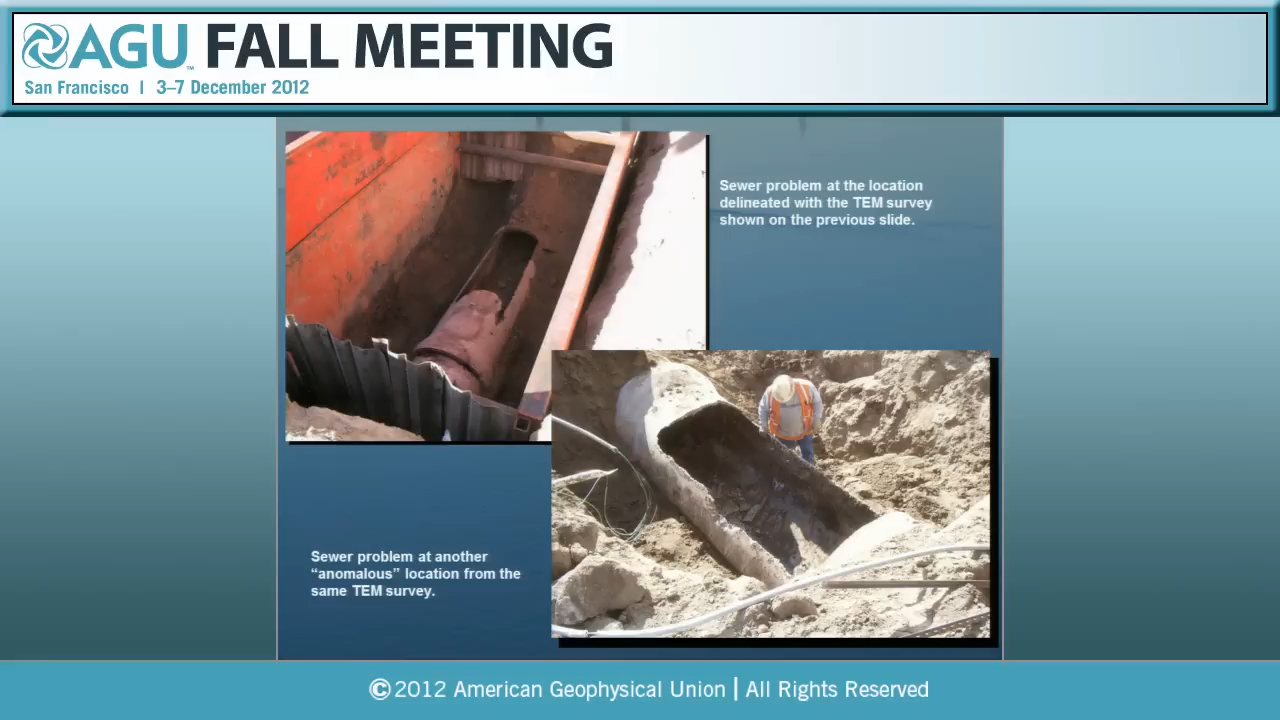 AGU™ FALL MEETING
San Francisco | 3–7 December 2012
Sewer problem at the location
delineated with the TEM survey
shown on the previous slide.
Sewer problem at another
“anomalous” location from the
same TEM survey.
©2012 American Geophysical Union | All Rights Reserved